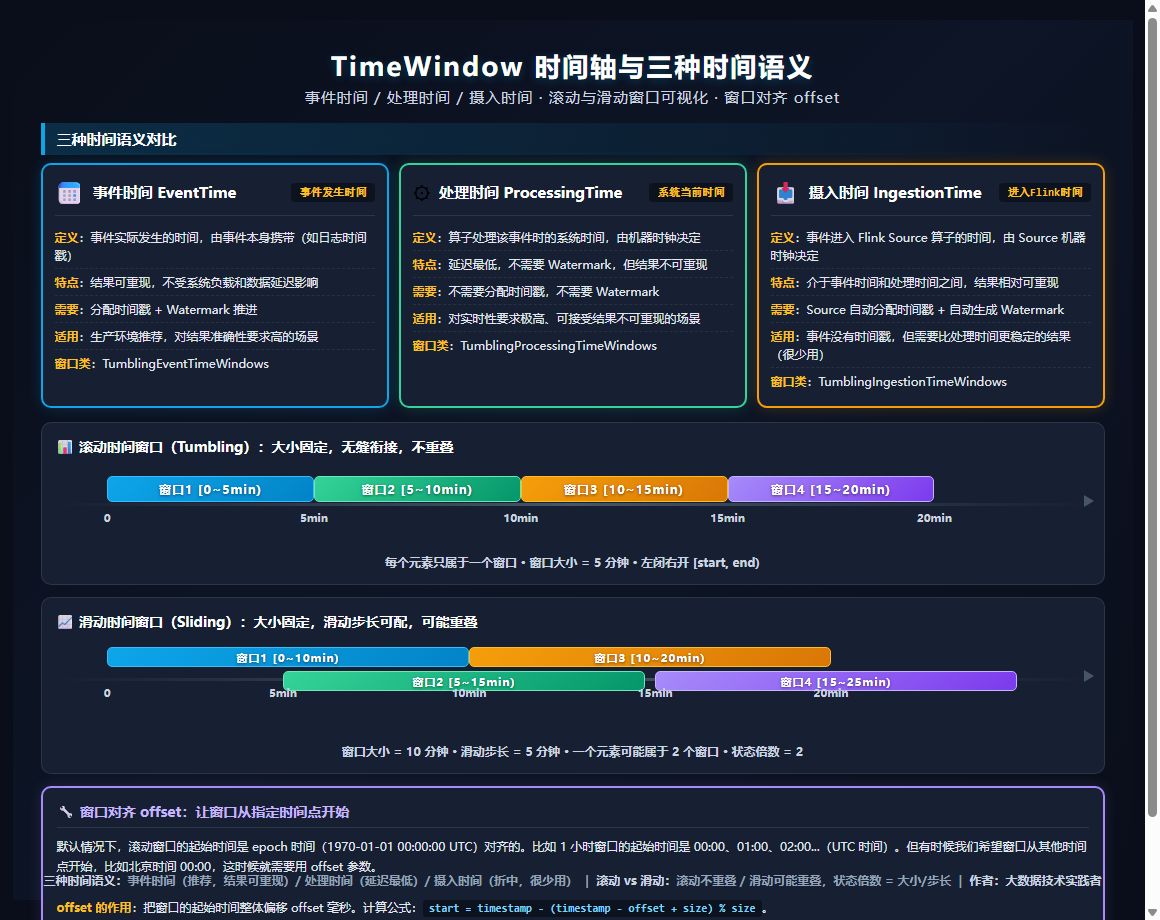 TimeWindow 时间轴与三种时间语义
事件时间 / 处理时间 / 摄入时间 · 滚动与滑动窗口可视化 · 窗口对齐 offset
三种时间语义对比
事件时间 EventTime
事件发生时间
定义：事件实际发生的时间，由事件本身携带（如日志时间
戳）
特点：结果可重现，不受系统负载和数据延迟影响
需要：分配时间戳 + Watermark 推进
适用：生产环境推荐，对结果准确性要求高的场景
窗口类：TumblingEventTimeWindows
处理时间 ProcessingTime
系统当前时间
定义：算子处理该事件时的系统时间，由机器时钟决定
特点：延迟最低，不需要 Watermark，但结果不可重现
需要：不需要分配时间戳，不需要 Watermark
适用：对实时性要求极高、可接受结果不可重现的场景
窗口类：TumblingProcessingTimeWindows
摄入时间 IngestionTime
进入Flink时间
定义：事件进入 Flink Source 算子的时间，由 Source 机器
时钟决定
特点：介于事件时间和处理时间之间，结果相对可重现
需要：Source 自动分配时间戳 + 自动生成 Watermark
适用：事件没有时间戳，但需要比处理时间更稳定的结果
（很少用）
窗口类：TumblingIngestionTimeWindows
滚动时间窗口（Tumbling）：大小固定，无缝衔接，不重叠
窗口1 [0~5min) 窗口2 [5~10min) 窗口3 [10~15min) 窗口4 [15~20min)
0 5min 10min 15min 20min
每个元素只属于一个窗口 • 窗口大小 = 5 分钟 • 左闭右开 [start, end)
滑动时间窗口（Sliding）：大小固定，滑动步长可配，可能重叠
窗口1 [0~10min) 窗口3 [10~20min)
窗口2 [5~15min) 窗口4 [15~25min)
0 5min 10min 15min 20min
窗口大小 = 10 分钟 • 滑动步长 = 5 分钟 • 一个元素可能属于 2 个窗口 • 状态倍数 = 2
窗口对齐 offset：让窗口从指定时间点开始
默认情况下，滚动窗口的起始时间是 epoch 时间（1970-01-01 00:00:00 UTC）对齐的。比如 1 小时窗口的起始时间是 00:00、01:00、02:00...（UTC 时间）。但有时候我们希望窗口从其他时间
点开始，比如北京时间 00:00，这时候就需要用 offset 参数。
三种时间语义：事件时间（推荐，结果可重现）/ 处理时间（延迟最低）/ 摄入时间（折中，很少用） | 滚动 vs 滑动：滚动不重叠 / 滑动可能重叠，状态倍数 = 大小/步长 | 作者：大数据技术实践者
offset 的作用：把窗口的起始时间整体偏移 offset 毫秒。计算公式： start = timestamp - (timestamp - offset + size) % size 。